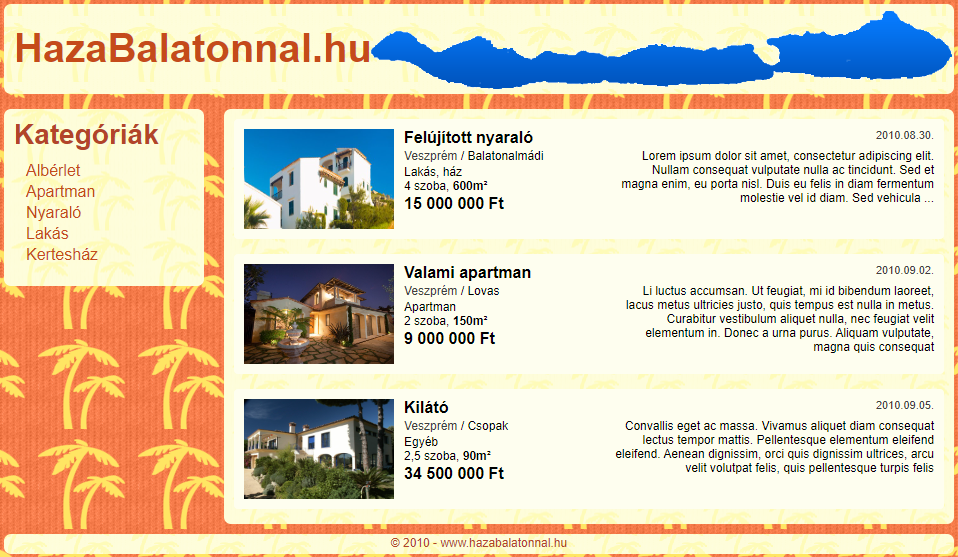 HazaBalatonnal.hu
Kategóriák
Albérlet
Apartman
Nyaraló
Lakás
Kertesház
Felújított nyaraló
Veszprém / Balatonalmádi
Lakás, ház
4 szoba, 600m²
15 000 000 Ft
2010.08.30.
Lorem ipsum dolor sit amet, consectetur adipiscing elit.
Nullam consequat vulputate nulla ac tincidunt. Sed et
magna enim, eu porta nisl. Duis eu felis in diam fermentum
molestie vel id diam. Sed vehicula ...
Valami apartman
Veszprém / Lovas
Apartman
2 szoba, 150m²
9 000 000 Ft
2010.09.02.
Li luctus accumsan. Ut feugiat, mi id bibendum laoreet,
lacus metus ultricies justo, quis tempus est nulla in metus.
Curabitur vestibulum aliquet nulla, nec feugiat velit
elementum in. Donec a urna purus. Aliquam vulputate,
magna quis consequat
Kilátó
Veszprém / Csopak
Egyéb
2,5 szoba, 90m²
34 500 000 Ft
2010.09.05.
Convallis eget ac massa. Vivamus aliquet diam consequat
lectus tempor mattis. Pellentesque elementum eleifend
eleifend. Aenean dignissim, orci quis dignissim ultrices, arcu
velit volutpat felis, quis pellentesque turpis felis
© 2010 - www.hazabalatonnal.hu